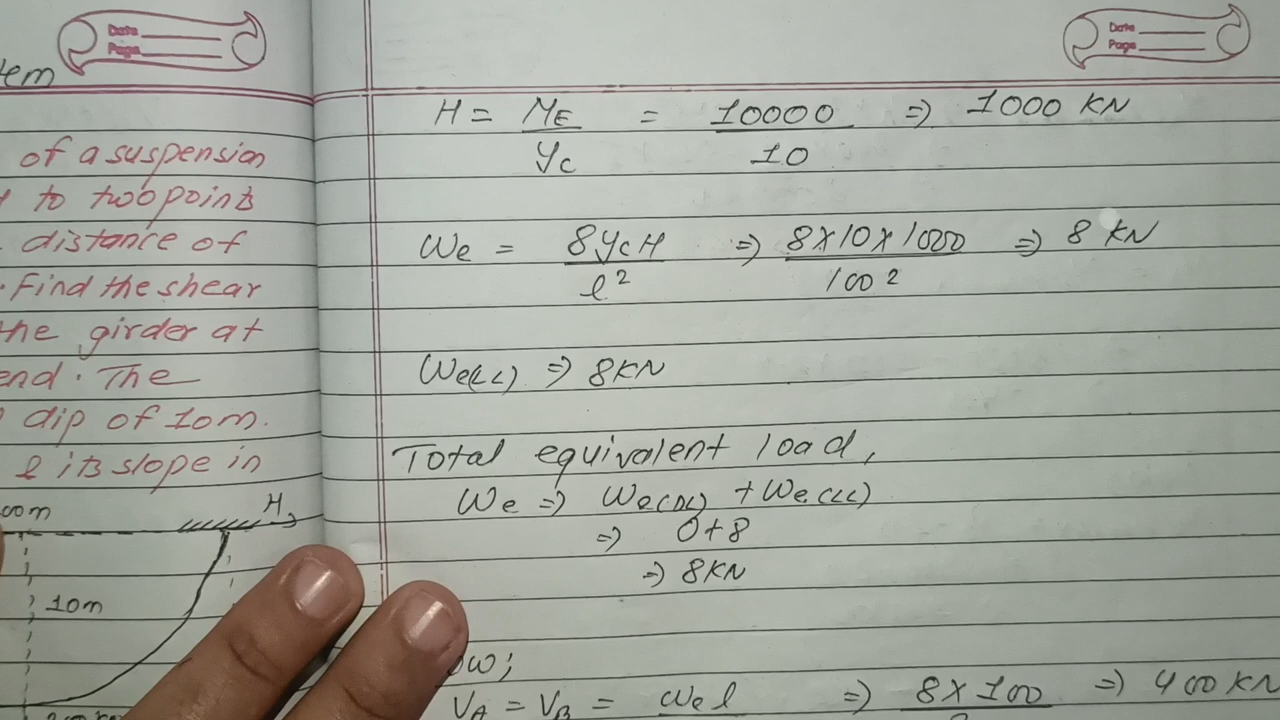 Date
Page
of a suspension
to two points
distance of
. Find the shear
the girder at
end. The
dip of 10m.
& its slope in
00m
H
10m
Date
Page
H = ME/Yc = 10000/10 ⇒ 1000 KN
We = 8YcH/l² ⇒ 8×10×1000/100² ⇒ 8 KN
We(LL) ⇒ 8KN
Total equivalent load,
We ⇒ We(DL) + We(LL)
⇒ 0+8
⇒ 8KN
ow;
VA = VB = Wel ⇒ 8×100 ⇒ 400KN